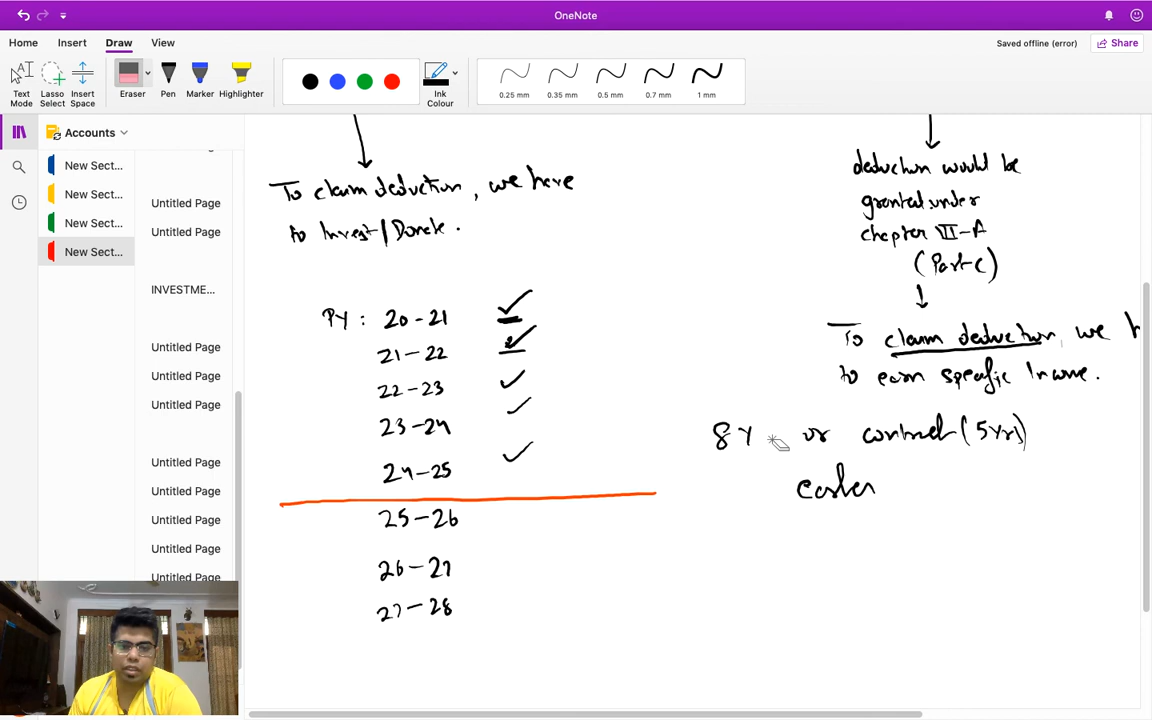 OneNote
Home Insert Draw View
Saved offline (error) Share
Text Mode
Lasso Select
Insert Space
Eraser
Pen
Marker
Highlighter
Ink Colour
0.25 mm 0.35 mm 0.5 mm 0.7 mm 1 mm
Accounts
New Sect...
New Sect...
New Sect...
New Sect...
Untitled Page
Untitled Page
INVESTME...
Untitled Page
Untitled Page
Untitled Page
Untitled Page
Untitled Page
Untitled Page
Untitled Page
Untitled Page
To claim deduction, we have
to Invest/Donate.
PY : 20-21
21-22
22-23
23-24
24-25
25-26
26-27
27-28
deduction would be
granted under
chapter VI-A
(Part-C)
To claim deduction, we h
to earn specific Income.
8Y or contract (5Yrs)
earlier